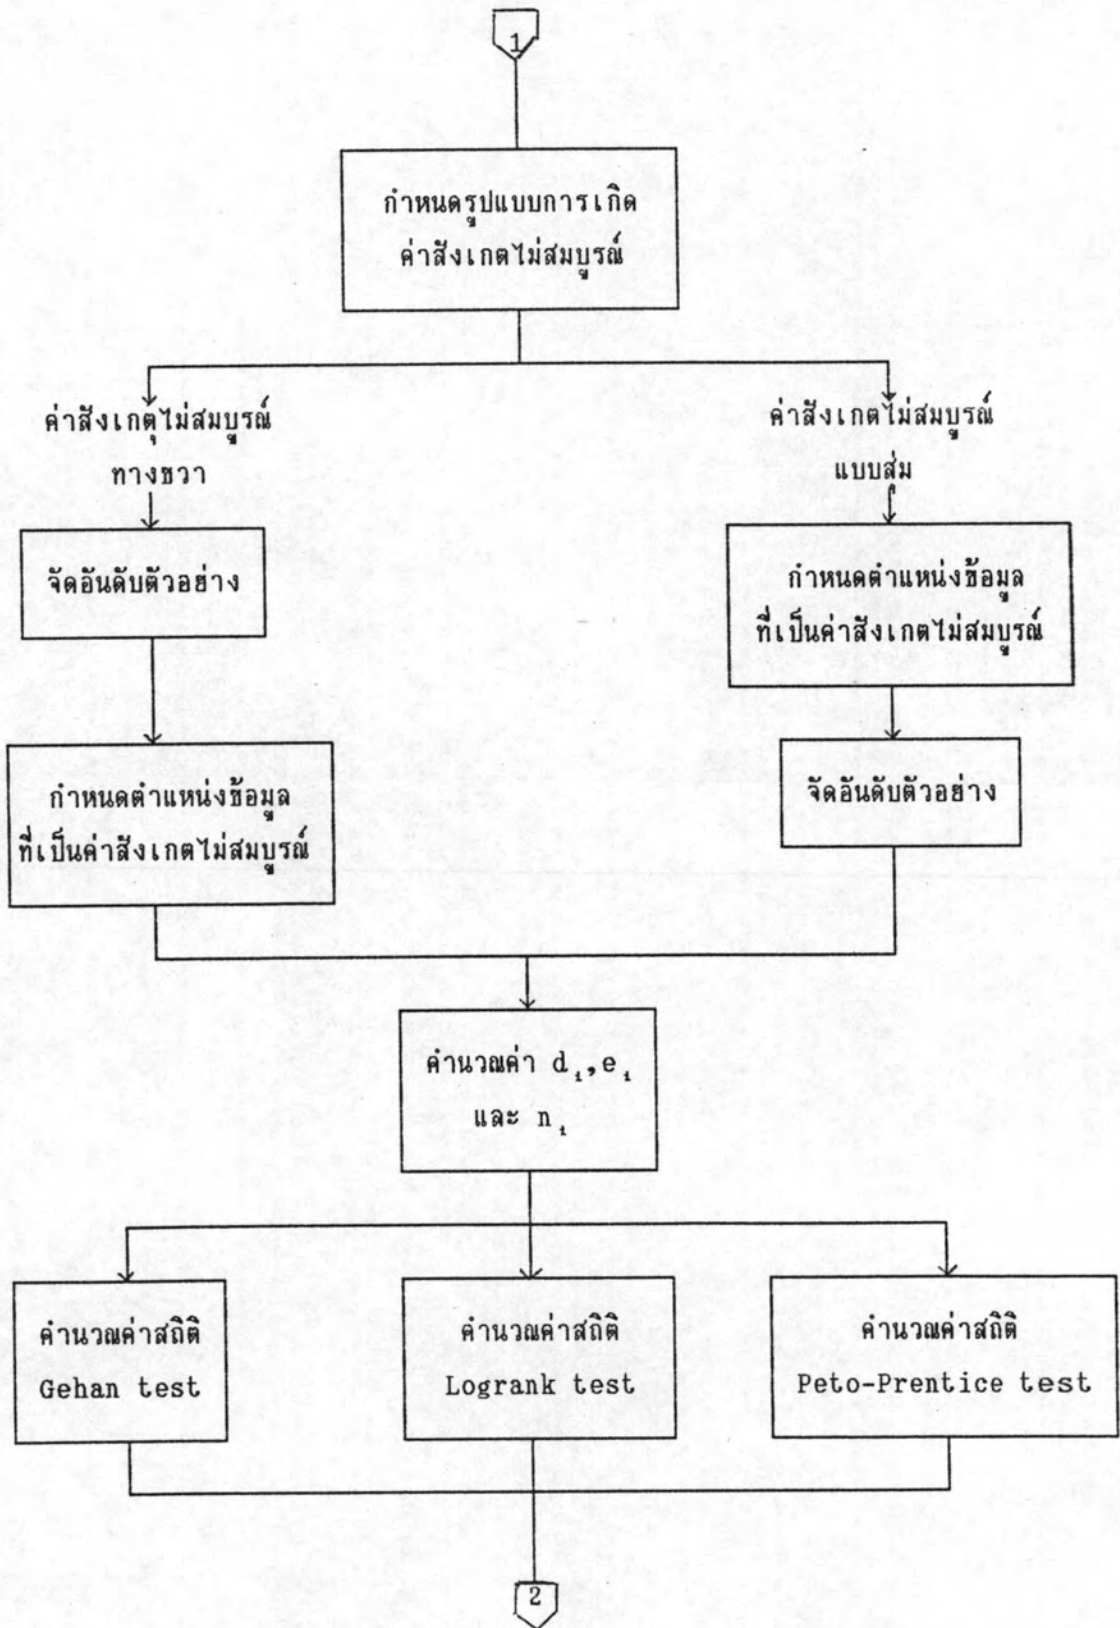 1
กำหนดรูปแบบการเกิด
ค่าสังเกตไม่สมบูรณ์
ค่าสังเกตุไม่สมบูรณ์
ทางขวา
ค่าสังเกตไม่สมบูรณ์
แบบสุ่ม
จัดอันดับตัวอย่าง
กำหนดตำแหน่งข้อมูล
ที่เป็นค่าสังเกตไม่สมบูรณ์
กำหนดตำแหน่งข้อมูล
ที่เป็นค่าสังเกตไม่สมบูรณ์
จัดอันดับตัวอย่าง
คำนวณค่า dᵢ,eᵢ
และ nᵢ
คำนวณค่าสถิติ
Gehan test
คำนวณค่าสถิติ
Logrank test
คำนวณค่าสถิติ
Peto-Prentice test
2